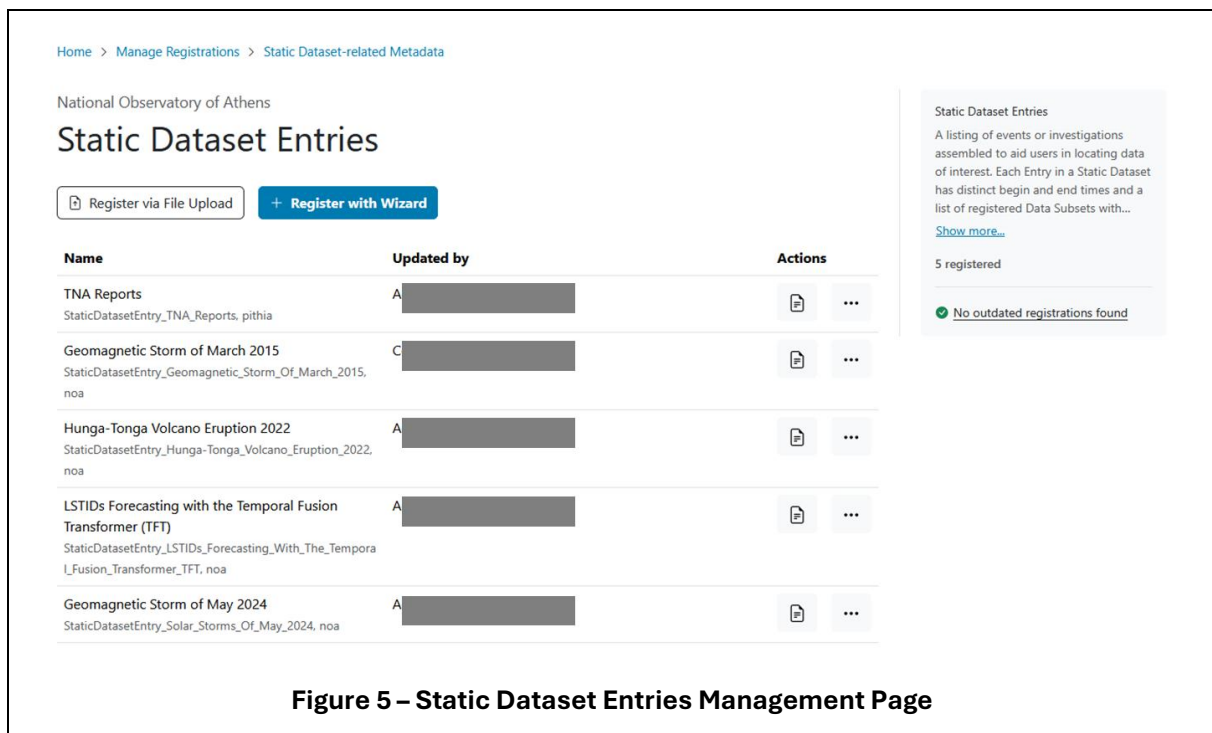 Home > Manage Registrations > Static Dataset-related Metadata
National Observatory of Athens
Static Dataset Entries
Register via File Upload
+ Register with Wizard
Name Updated by Actions
TNA Reports A
StaticDatasetEntry_TNA_Reports, pithia
Geomagnetic Storm of March 2015 C
StaticDatasetEntry_Geomagnetic_Storm_Of_March_2015,
noa
Hunga-Tonga Volcano Eruption 2022 A
StaticDatasetEntry_Hunga-Tonga_Volcano_Eruption_2022,
noa
LSTIDs Forecasting with the Temporal Fusion A
Transformer (TFT)
StaticDatasetEntry_LSTIDs_Forecasting_With_The_Tempora
l_Fusion_Transformer_TFT, noa
Geomagnetic Storm of May 2024 A
StaticDatasetEntry_Solar_Storms_Of_May_2024, noa
Static Dataset Entries
A listing of events or investigations
assembled to aid users in locating data
of interest. Each Entry in a Static Dataset
has distinct begin and end times and a
list of registered Data Subsets with...
Show more...
5 registered
No outdated registrations found
Figure 5 – Static Dataset Entries Management Page